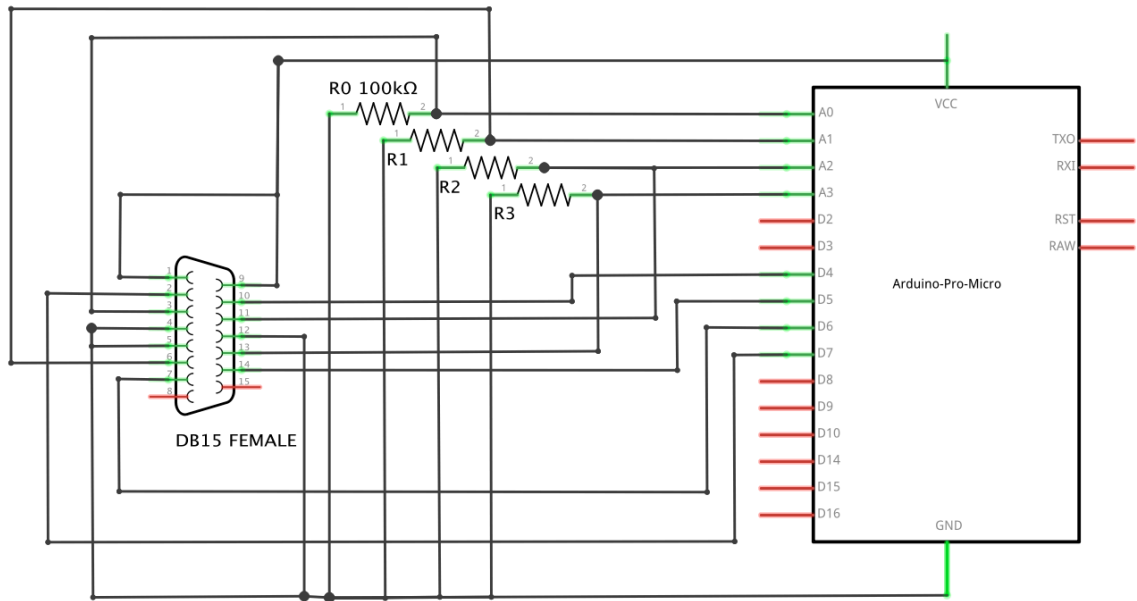 R0 100kΩ
1 2
VCC
A0
1 2
A1
TXO
R1
1 2
A2
RXI
R2
1 2
A3
R3
D2
RST
D3
RAW
1
9
D4
2
10
Arduino-Pro-Micro
3
11
D5
4
12
D6
5
13
6
14
D7
7
15
8
D8
D9
DB15 FEMALE
D10
D14
D15
D16
GND